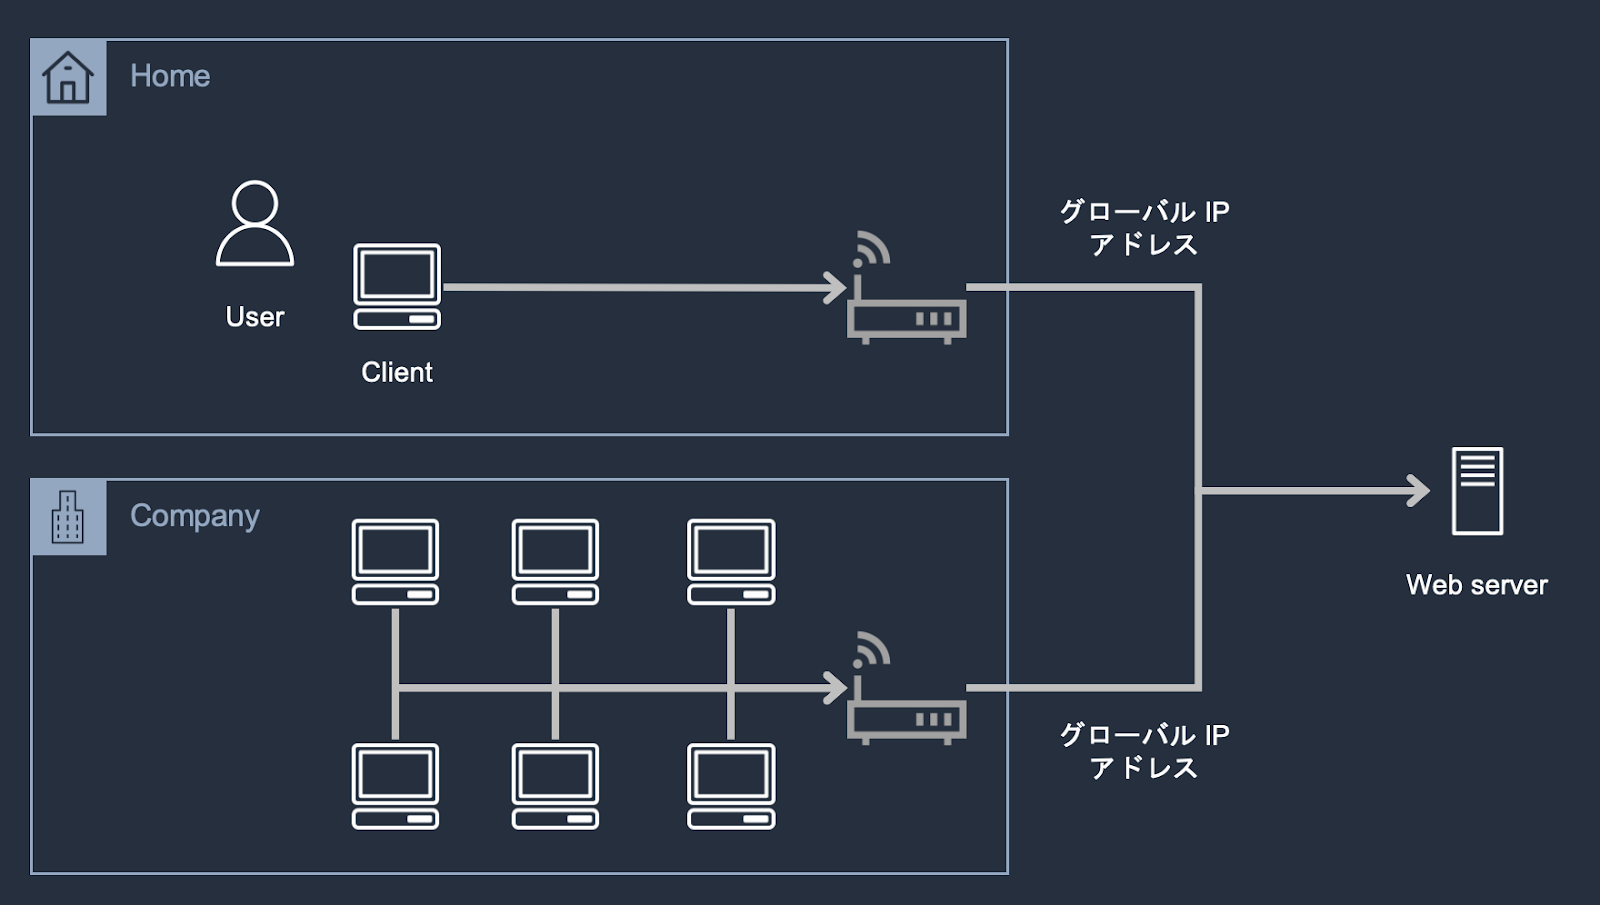 Home
グローバル IP
アドレス
User
Client
Company
Web server
グローバル IP
アドレス